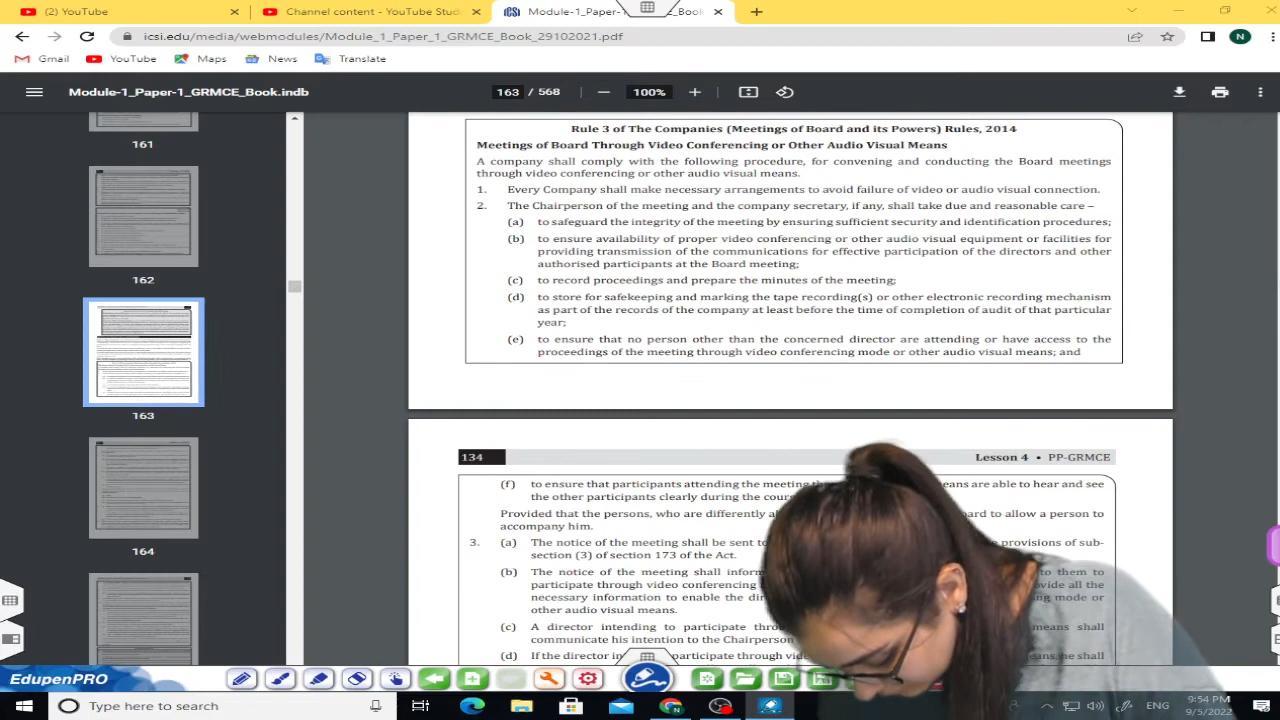 (2) YouTube
Channel content - YouTube Studi
Module-1_Paper-1_GRMCE_Book
icsi.edu/media/webmodules/Module_1_Paper_1_GRMCE_Book_29102021.pdf
N
Gmail YouTube Maps News Translate
Module-1_Paper-1_GRMCE_Book.indb
163 / 568
100%
161
162
163
164
Rule 3 of The Companies (Meetings of Board and its Powers) Rules, 2014
Meetings of Board Through Video Conferencing or Other Audio Visual Means
A company shall comply with the following procedure, for convening and conducting the Board meetings
through video conferencing or other audio visual means.
1. Every Company shall make necessary arrangements to avoid failure of video or audio visual connection.
2. The Chairperson of the meeting and the company secretary, if any, shall take due and reasonable care –
(a) to safeguard the integrity of the meeting by ensuring sufficient security and identification procedures;
(b) to ensure availability of proper video conferencing or other audio visual equipment or facilities for
providing transmission of the communications for effective participation of the directors and other
authorised participants at the Board meeting;
(c) to record proceedings and prepare the minutes of the meeting;
(d) to store for safekeeping and marking the tape recording(s) or other electronic recording mechanism
as part of the records of the company at least before the time of completion of audit of that particular
year;
(e) to ensure that no person other than the concerned director are attending or have access to the
proceedings of the meeting through video conferencing mode or other audio visual means; and
134
Lesson 4 • PP-GRMCE
(f) to ensure that participants attending the meeting eans are able to hear and see
the other participants clearly during the cour
Provided that the persons, who are differently a ard to allow a person to
accompany him.
3. (a) The notice of the meeting shall be sent to provisions of sub-
section (3) of section 173 of the Act.
(b) The notice of the meeting shall inform to them to
participate through video conferencing ovide all the
necessary information to enable the dir ing mode or
other audio visual means.
(c) A director intending to participate thro means shall
communicate his intention to the Chairperson
(d) If the director in participate through vid means, he shall
EdupenPRO
Type here to search
ENG
9:54 PM
9/5/2022